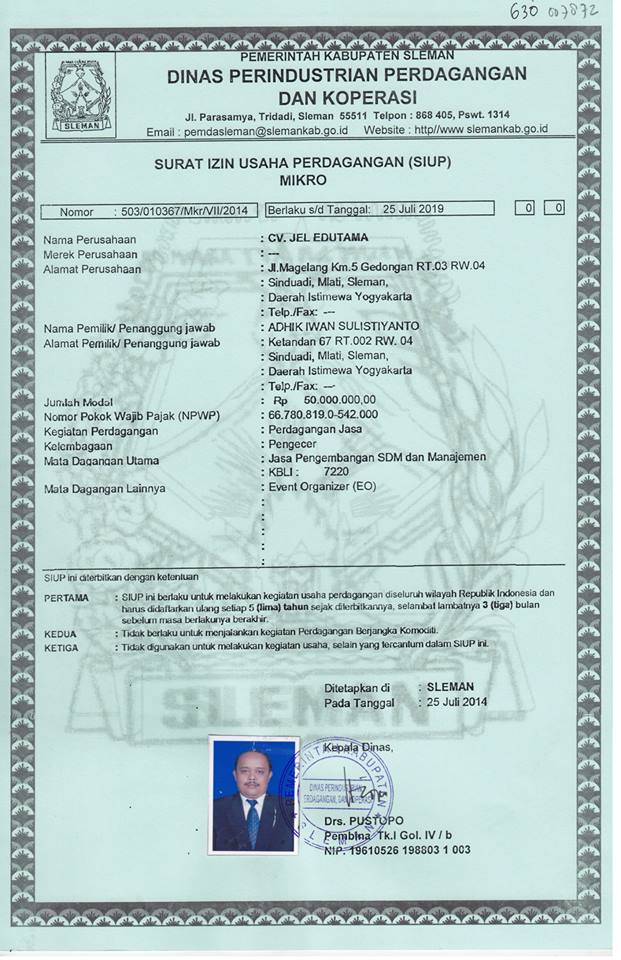 630 007872
PEMERINTAH KABUPATEN SLEMAN
DINAS PERINDUSTRIAN PERDAGANGAN
DAN KOPERASI
Jl. Parasamya, Tridadi, Sleman 55511 Telpon : 868 405, Pswt. 1314
Email : pemdasleman@slemankab.go.id Website : http//www slemankab.go.id
SLEMAN
SURAT IZIN USAHA PERDAGANGAN (SIUP)
MIKRO
Nomor : 503/010367/Mkr/VII/2014 Berlaku s/d Tanggal: 25 Juli 2019 0 0
Nama Perusahaan : CV. JEL EDUTAMA
Merek Perusahaan : ---
Alamat Perusahaan : Jl.Magelang Km.5 Gedongan RT.03 RW.04
: Sinduadi, Mlati, Sleman,
: Daerah Istimewa Yogyakarta
: Telp./Fax: ---
Nama Pemilik/ Penanggung jawab : ADHIK IWAN SULISTIYANTO
Alamat Pemilik/ Penanggung jawab : Ketandan 67 RT.002 RW. 04
: Sinduadi, Mlati, Sleman,
: Daerah Istimewa Yogyakarta
: Telp./Fax: ---
Jumlah Modal : Rp 50.000.000,00
Nomor Pokok Wajib Pajak (NPWP) : 66.780.819.0-542.000
Kegiatan Perdagangan : Perdagangan Jasa
Kelembagaan : Pengecer
Mata Dagangan Utama : Jasa Pengembangan SDM dan Manajemen
: KBLI : 7220
Mata Dagangan Lainnya : Event Organizer (EO)
:
:
:
:
:
SIUP ini diterbitkan dengan ketentuan
PERTAMA : SIUP ini berlaku untuk melakukan kegiatan usaha perdagangan diseluruh wilayah Republik Indonesia dan
harus didaftarkan ulang setiap 5 (lima) tahun sejak diterbitkannya, selambat lambatnya 3 (tiga) bulan
sebelum masa berlakunya berakhir.
KEDUA : Tidak berlaku untuk menjalankan kegiatan Perdagangan Berjangka Komoditi.
KETIGA : Tidak digunakan untuk melakukan kegiatan usaha, selain yang tercantum dalam SIUP ini.
SLEMAN
Ditetapkan di : SLEMAN
Pada Tanggal : 25 Juli 2014
Kepala Dinas,
PEMERINTAH KABUPATEN
DINAS PERINDUSTRIAN
PERDAGANGAN, DAN KOPERASI
SLEMAN
Drs. PUSTOPO
Pembina Tk.I Gol. IV / b
NIP. 19610526 198803 1 003